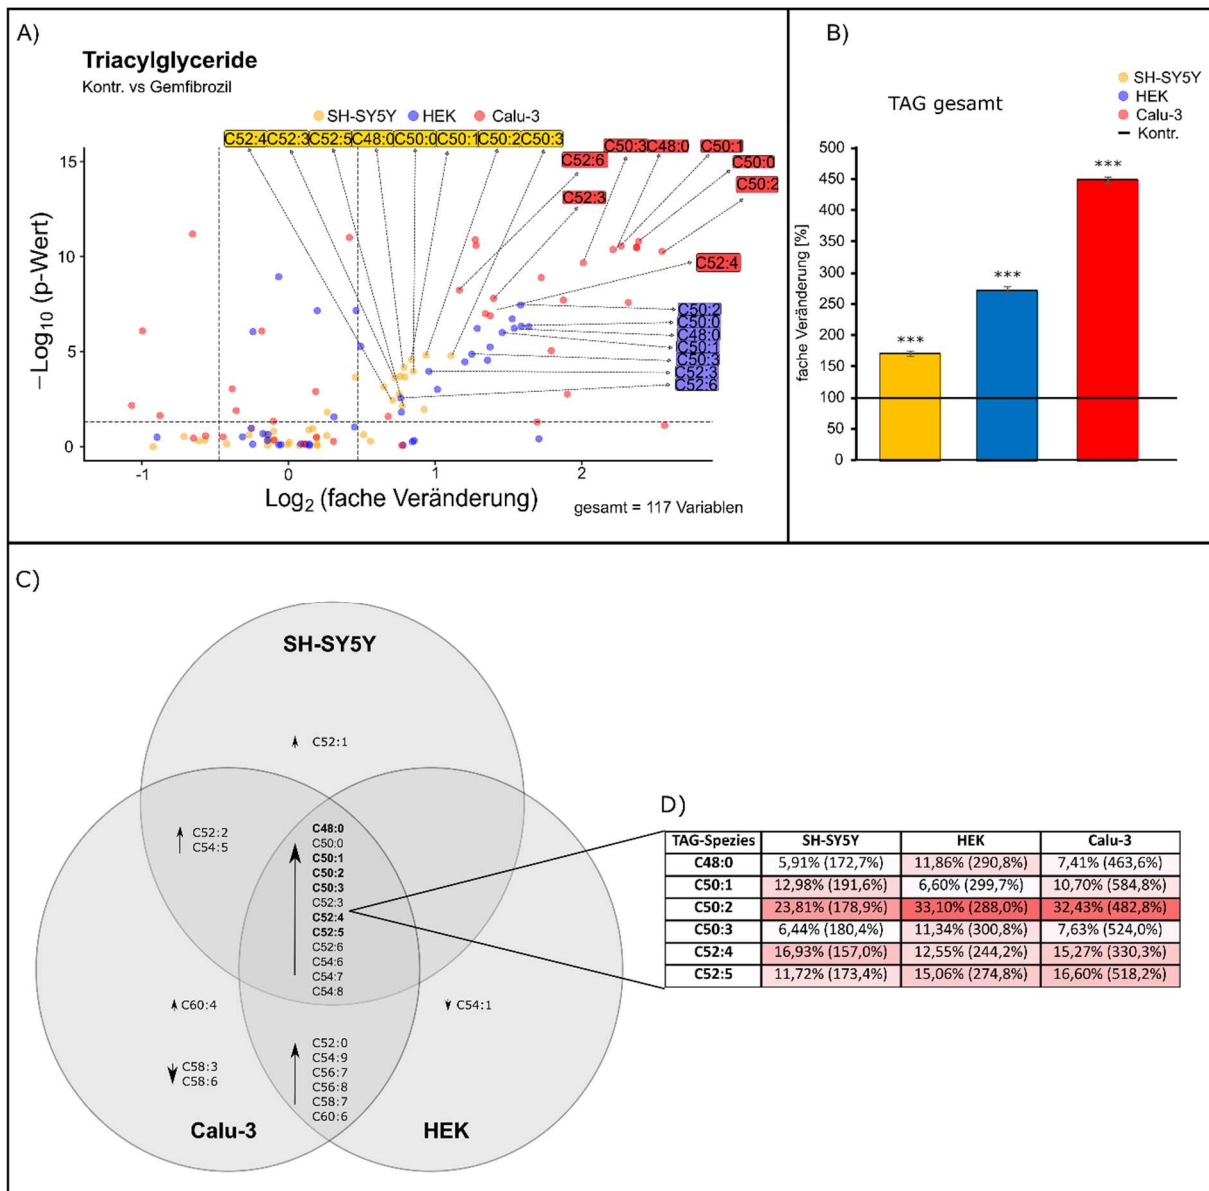 A)
Triacylglyceride
Kontr. vs Gemfibrozil
SH-SY5Y HEK Calu-3
C52:4 C52:3 C52:5 C48:0 C50:0 C50:1 C50:2 C50:3
C50:3 C48:0 C50:1
C52:6 C50:0
C50:2
C52:3
C52:4
C50:2
C50:0
C48:0
C50:1
C50:3
C52:3
C52:6
15
10
5
0
−Log10 (p-Wert)
-1 0 1 2
Log2 (fache Veränderung)
gesamt = 117 Variablen
B)
SH-SY5Y
HEK
Calu-3
Kontr.
TAG gesamt
fache Veränderung [%]
500
450
400
350
300
250
200
150
100
50
0
***
***
***
C)
SH-SY5Y
C52:1
C52:2
C54:5
C48:0
C50:0
C50:1
C50:2
C50:3
C52:3
C52:4
C52:5
C52:6
C54:6
C54:7
C54:8
C60:4
C54:1
C58:3
C58:6
C52:0
C54:9
C56:7
C56:8
C58:7
C60:6
Calu-3
HEK
D)
TAG-Spezies SH-SY5Y HEK Calu-3
C48:0 5,91% (172,7%) 11,86% (290,8%) 7,41% (463,6%)
C50:1 12,98% (191,6%) 6,60% (299,7%) 10,70% (584,8%)
C50:2 23,81% (178,9%) 33,10% (288,0%) 32,43% (482,8%)
C50:3 6,44% (180,4%) 11,34% (300,8%) 7,63% (524,0%)
C52:4 16,93% (157,0%) 12,55% (244,2%) 15,27% (330,3%)
C52:5 11,72% (173,4%) 15,06% (274,8%) 16,60% (518,2%)